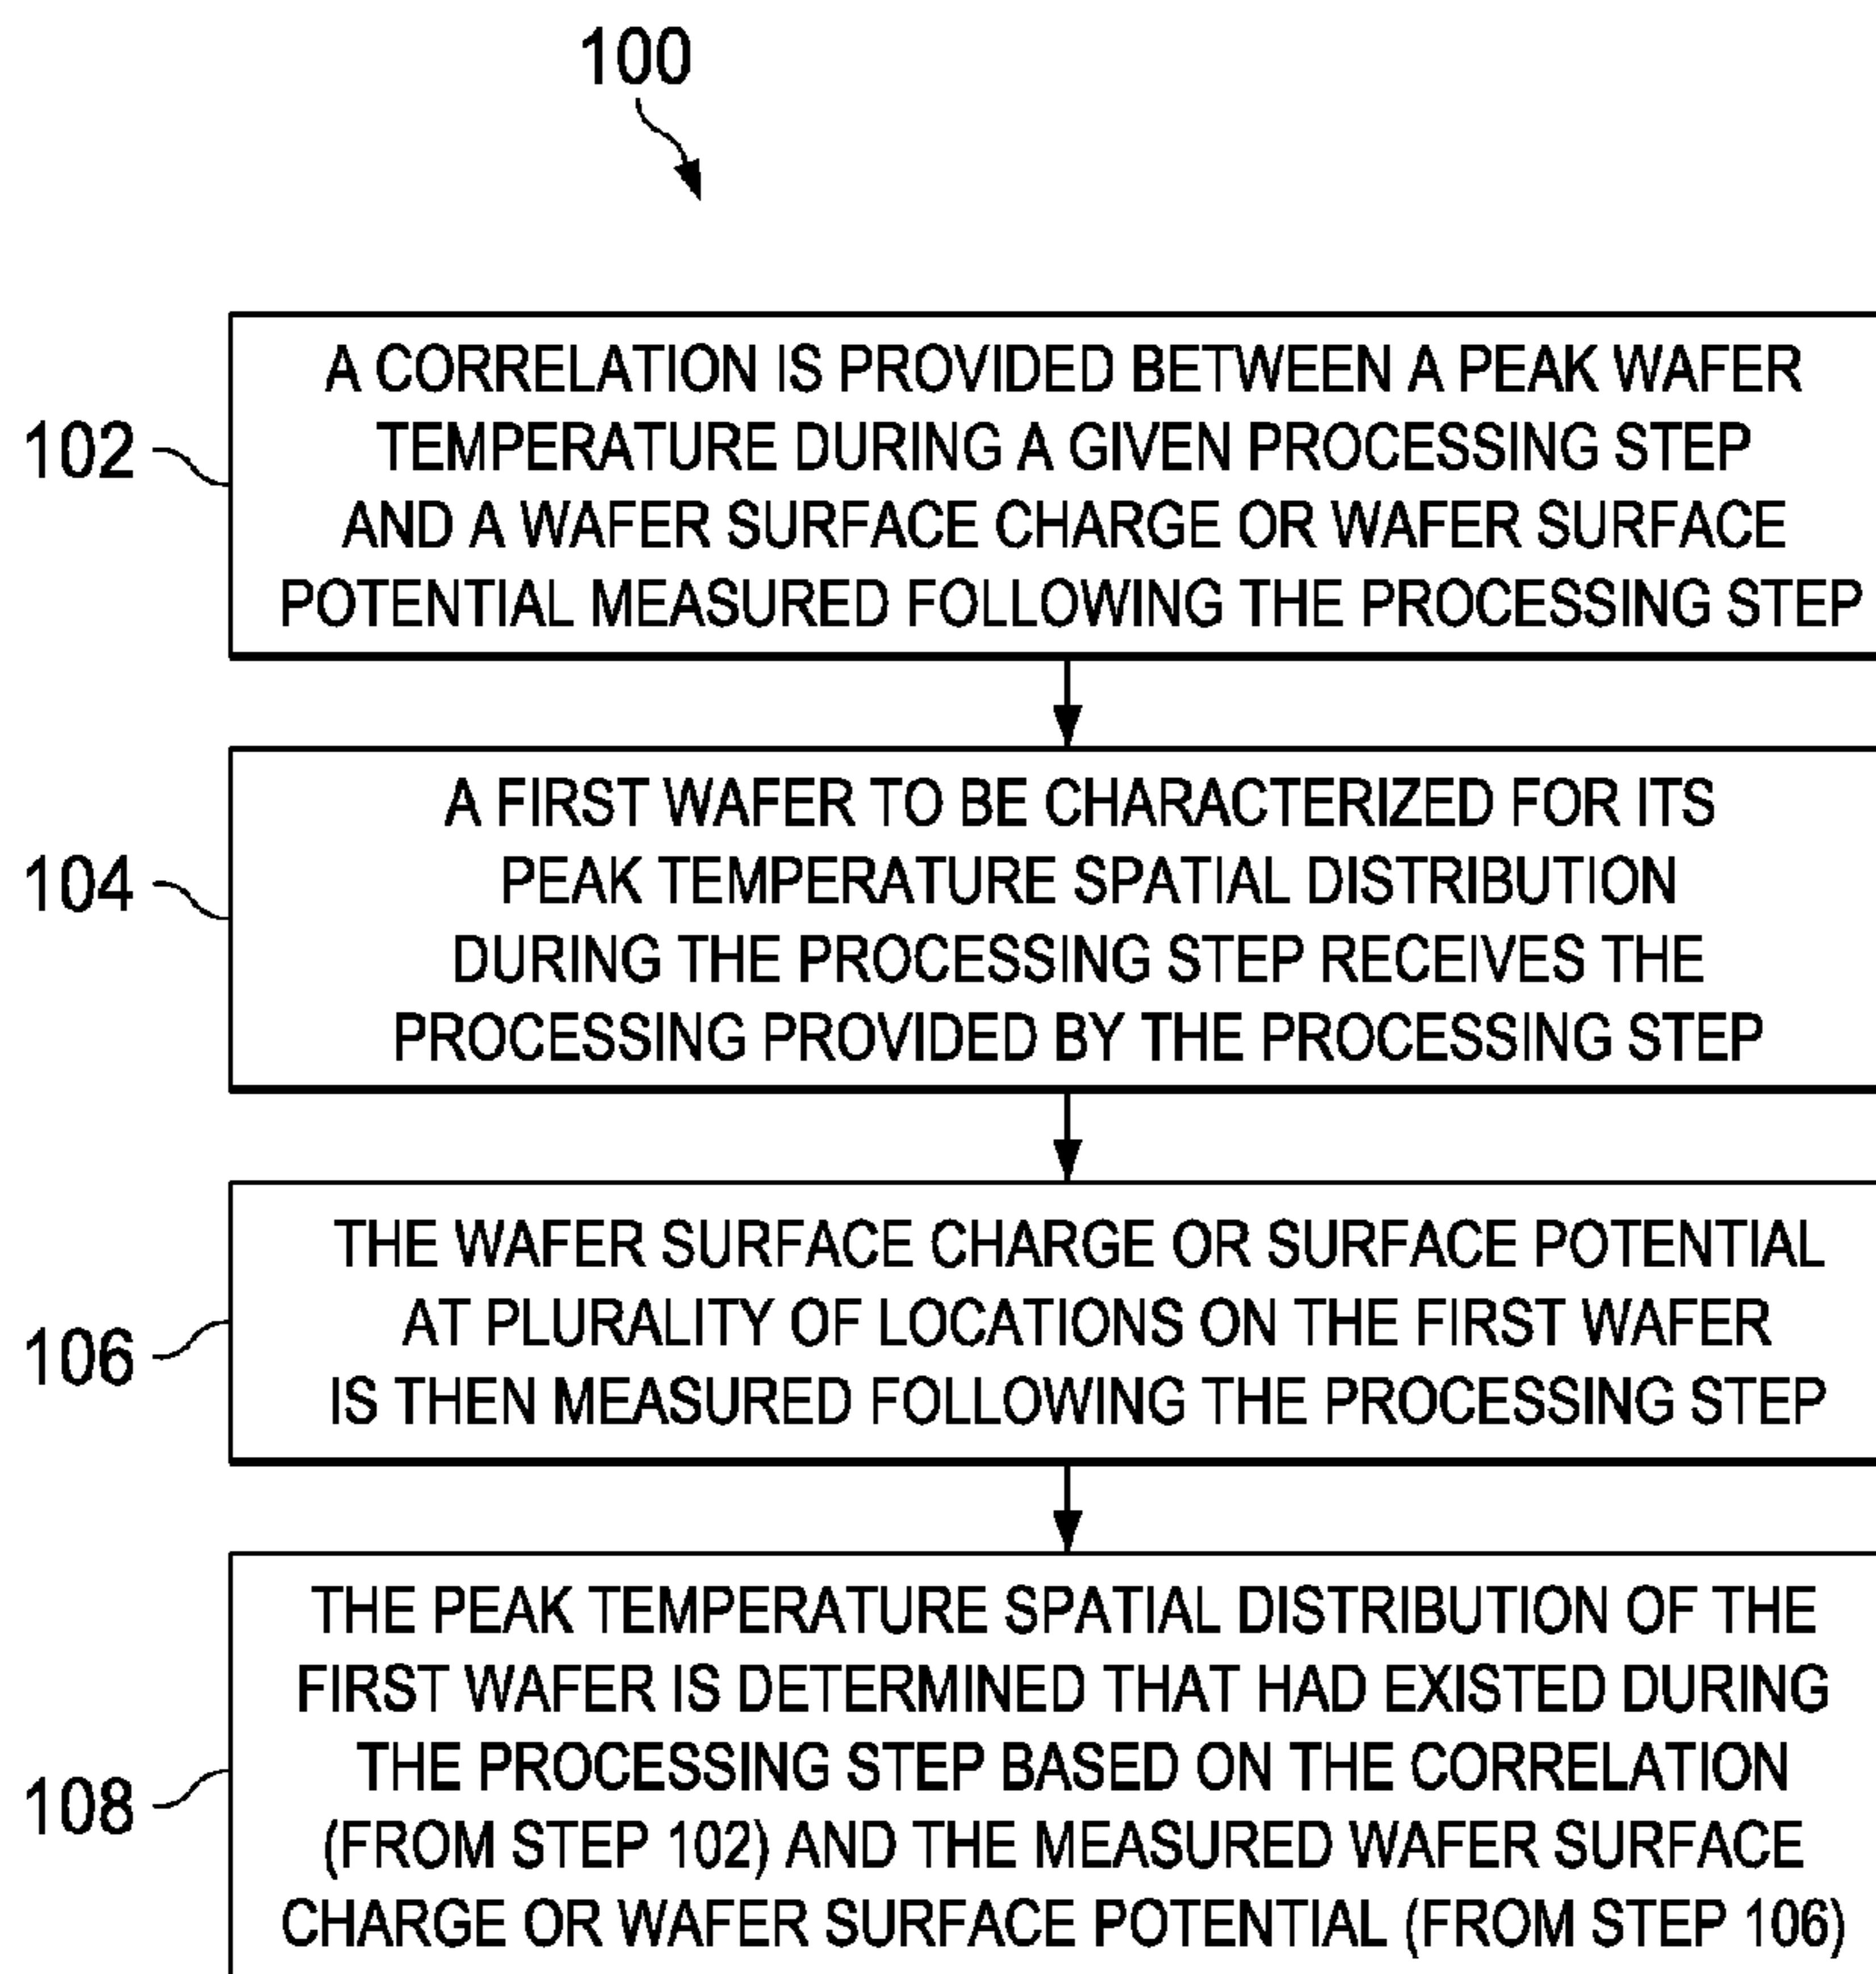 100
102
A CORRELATION IS PROVIDED BETWEEN A PEAK WAFER
TEMPERATURE DURING A GIVEN PROCESSING STEP
AND A WAFER SURFACE CHARGE OR WAFER SURFACE
POTENTIAL MEASURED FOLLOWING THE PROCESSING STEP
104
A FIRST WAFER TO BE CHARACTERIZED FOR ITS
PEAK TEMPERATURE SPATIAL DISTRIBUTION
DURING THE PROCESSING STEP RECEIVES THE
PROCESSING PROVIDED BY THE PROCESSING STEP
106
THE WAFER SURFACE CHARGE OR SURFACE POTENTIAL
AT PLURALITY OF LOCATIONS ON THE FIRST WAFER
IS THEN MEASURED FOLLOWING THE PROCESSING STEP
108
THE PEAK TEMPERATURE SPATIAL DISTRIBUTION OF THE
FIRST WAFER IS DETERMINED THAT HAD EXISTED DURING
THE PROCESSING STEP BASED ON THE CORRELATION
(FROM STEP 102) AND THE MEASURED WAFER SURFACE
CHARGE OR WAFER SURFACE POTENTIAL (FROM STEP 106)